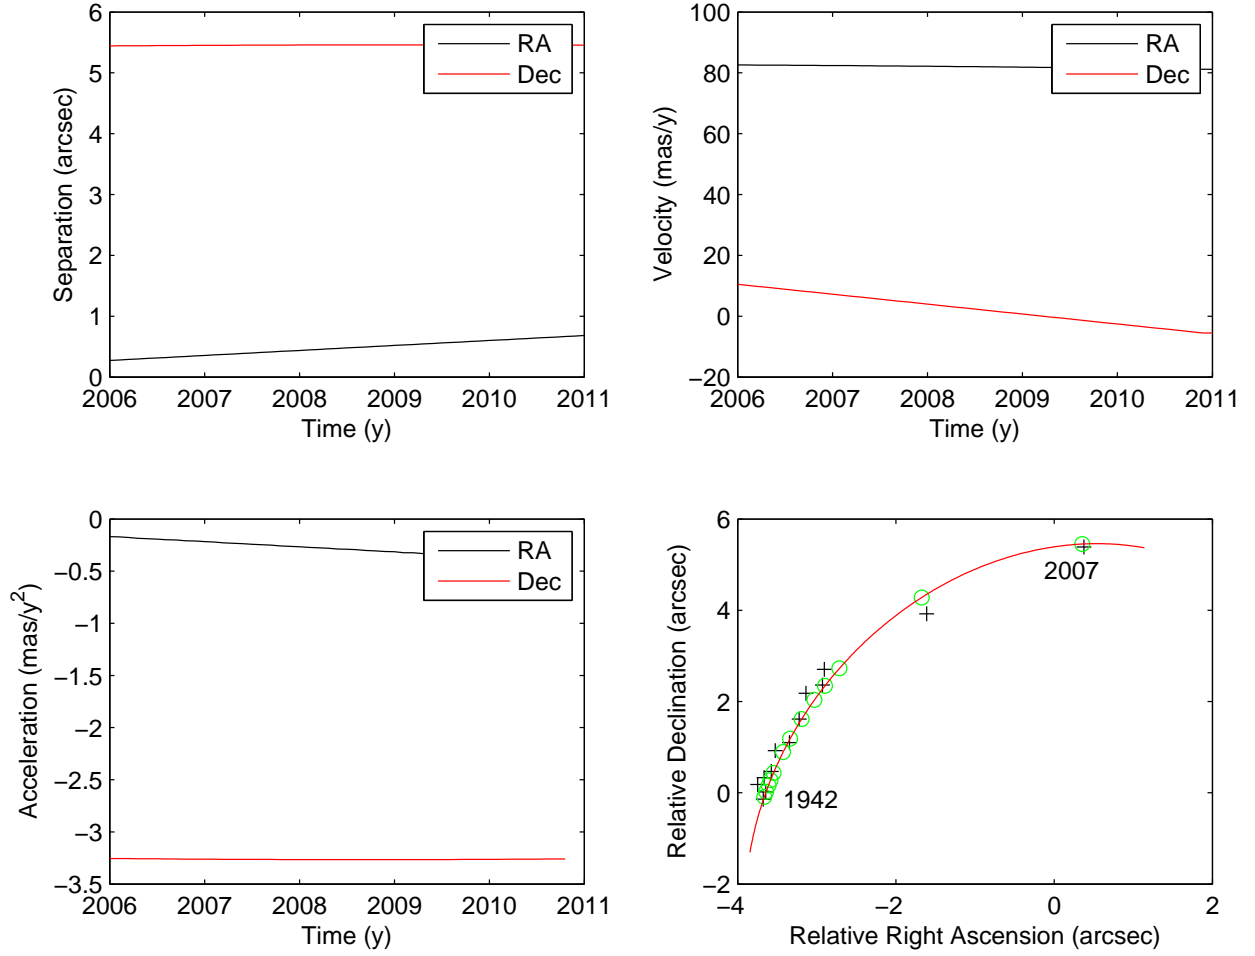 6
5
4
3
2
1
0
Separation (arcsec)
RA
Dec
2006 2007 2008 2009 2010 2011
Time (y)
100
80
60
40
20
0
−20
Velocity (mas/y)
RA
Dec
2006 2007 2008 2009 2010 2011
Time (y)
0
−0.5
−1
−1.5
−2
−2.5
−3
−3.5
Acceleration (mas/y²)
RA
Dec
2006 2007 2008 2009 2010 2011
Time (y)
6
4
2
0
−2
Relative Declination (arcsec)
2007
1942
−4 −2 0 2
Relative Right Ascension (arcsec)